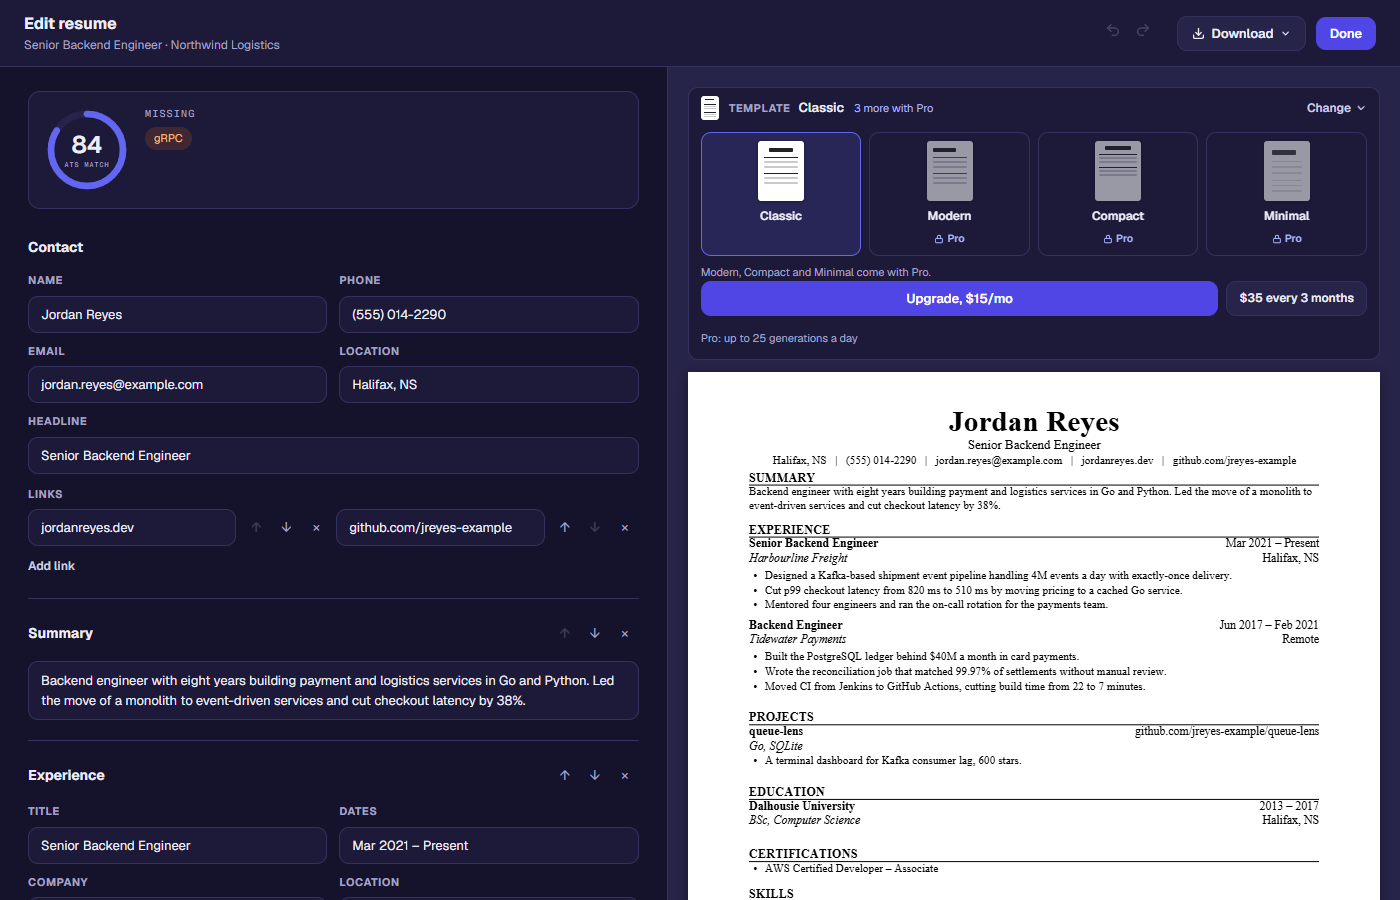 Edit resume
Senior Backend Engineer · Northwind Logistics
Download
Done
84
ATS MATCH
MISSING
gRPC
Contact
NAME
PHONE
Jordan Reyes
(555) 014-2290
EMAIL
LOCATION
jordan.reyes@example.com
Halifax, NS
HEADLINE
Senior Backend Engineer
LINKS
jordanreyes.dev
github.com/jreyes-example
Add link
Summary
Backend engineer with eight years building payment and logistics services in Go and Python. Led
the move of a monolith to event-driven services and cut checkout latency by 38%.
Experience
TITLE
DATES
Senior Backend Engineer
Mar 2021 – Present
COMPANY
LOCATION
TEMPLATE Classic 3 more with Pro
Change
Classic
Modern
Pro
Compact
Pro
Minimal
Pro
Modern, Compact and Minimal come with Pro.
Upgrade, $15/mo
$35 every 3 months
Pro: up to 25 generations a day
Jordan Reyes
Senior Backend Engineer
Halifax, NS | (555) 014-2290 | jordan.reyes@example.com | jordanreyes.dev | github.com/jreyes-example
SUMMARY
Backend engineer with eight years building payment and logistics services in Go and Python. Led the move of a monolith to
event-driven services and cut checkout latency by 38%.
EXPERIENCE
Senior Backend Engineer Mar 2021 – Present
Harbourline Freight Halifax, NS
• Designed a Kafka-based shipment event pipeline handling 4M events a day with exactly-once delivery.
• Cut p99 checkout latency from 820 ms to 510 ms by moving pricing to a cached Go service.
• Mentored four engineers and ran the on-call rotation for the payments team.
Backend Engineer Jun 2017 – Feb 2021
Tidewater Payments Remote
• Built the PostgreSQL ledger behind $40M a month in card payments.
• Wrote the reconciliation job that matched 99.97% of settlements without manual review.
• Moved CI from Jenkins to GitHub Actions, cutting build time from 22 to 7 minutes.
PROJECTS
queue-lens github.com/jreyes-example/queue-lens
Go, SQLite
• A terminal dashboard for Kafka consumer lag, 600 stars.
EDUCATION
Dalhousie University 2013 – 2017
BSc, Computer Science Halifax, NS
CERTIFICATIONS
• AWS Certified Developer – Associate
SKILLS